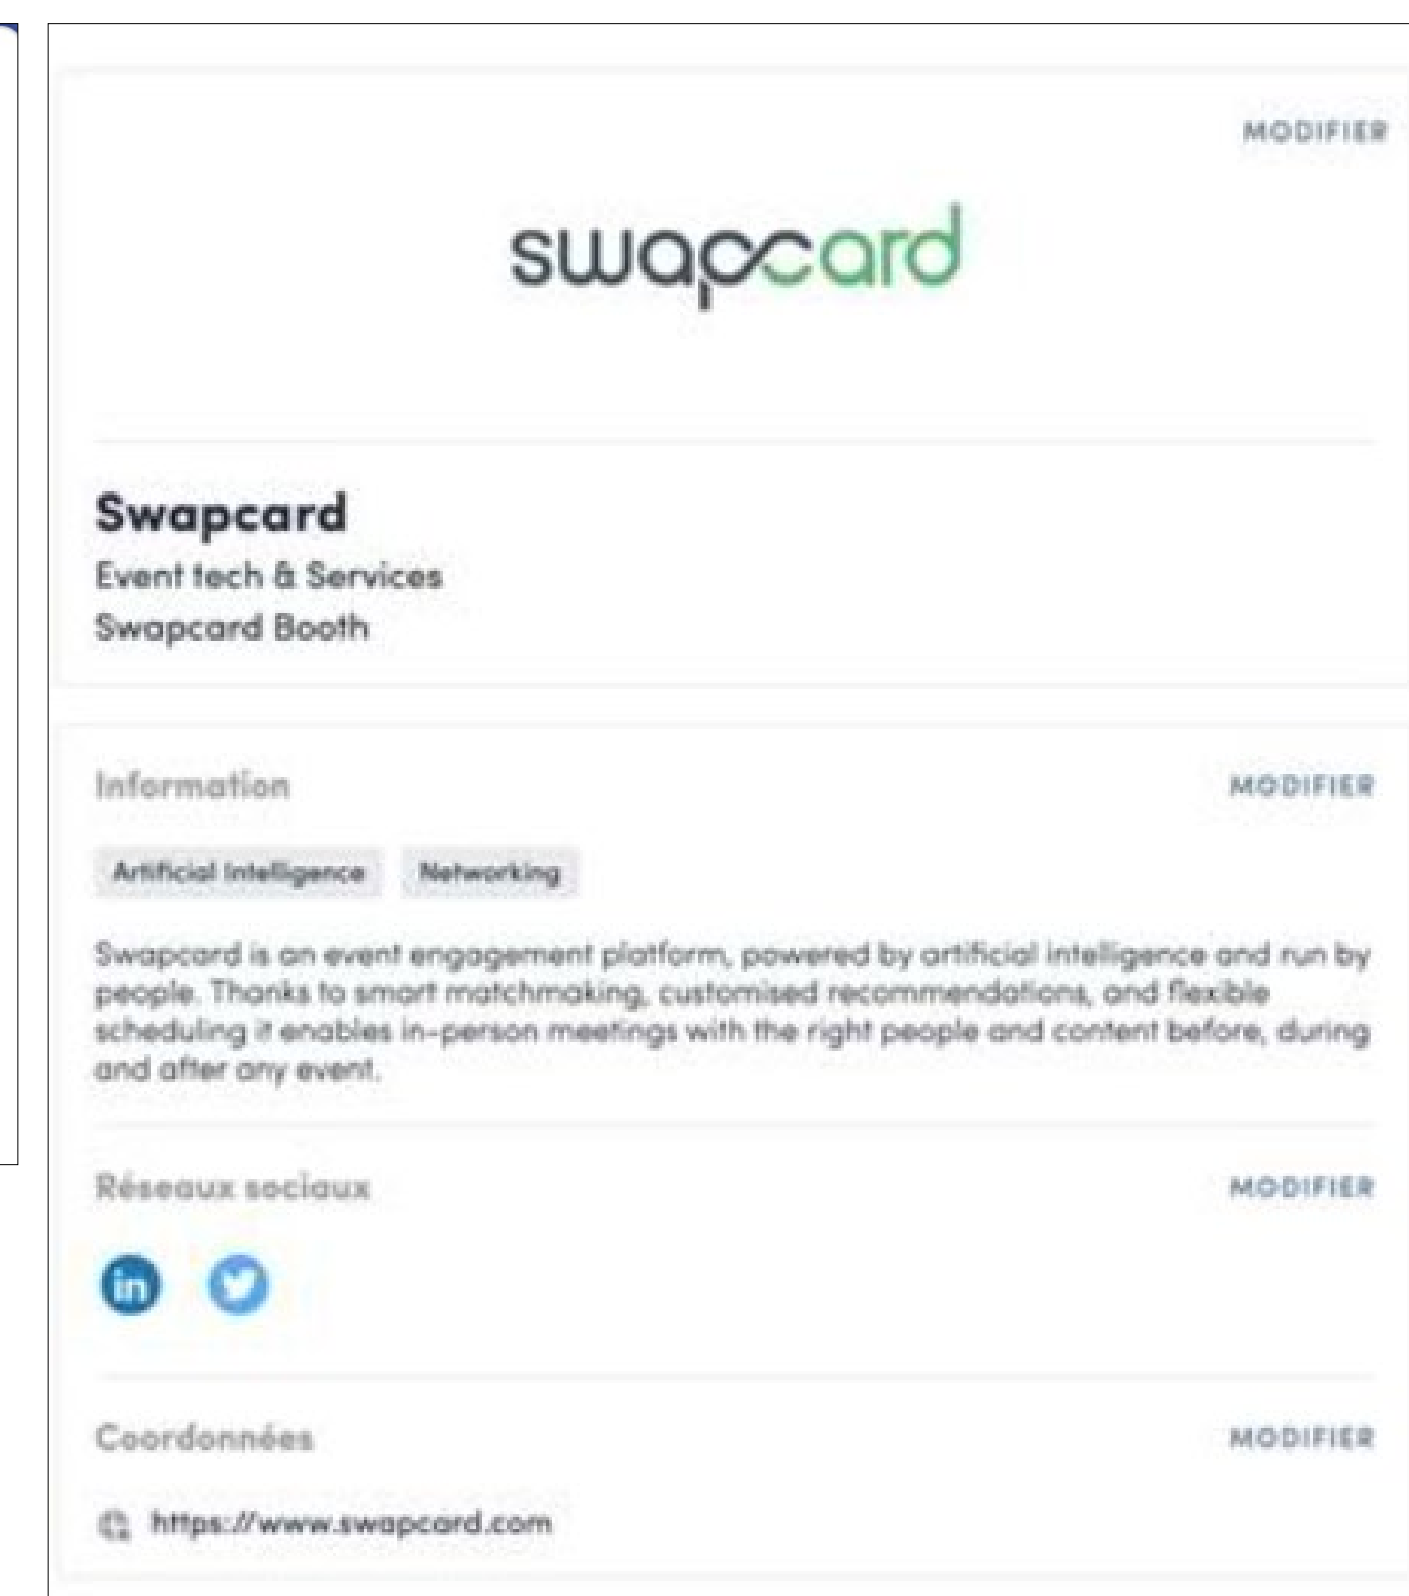 MODIFIER
swapcard
Swapcard
Event tech & Services
Swapcard Booth
Information
MODIFIER
Artificial Intelligence
Networking
Swapcard is an event engagement platform, powered by artificial intelligence and run by
people. Thanks to smart matchmaking, customised recommendations, and flexible
scheduling it enables in-person meetings with the right people and content before, during
and after any event.
Réseaux sociaux
MODIFIER
in
Coordonnées
MODIFIER
https://www.swapcard.com